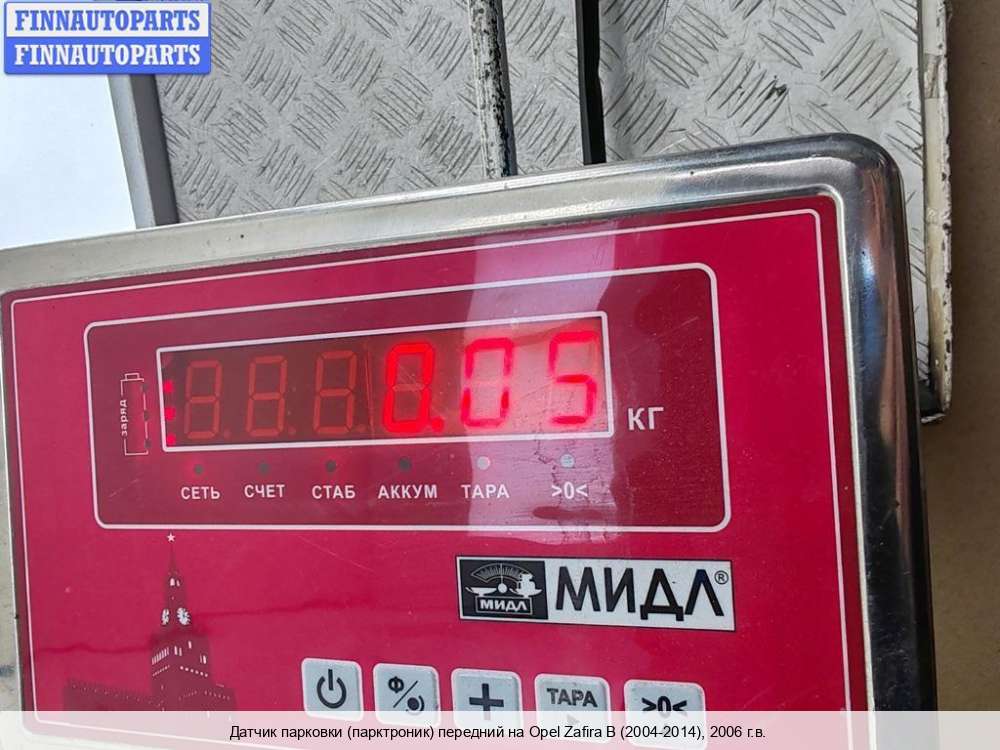 FINNAUTOPARTS
FINNAUTOPARTS
заряд
0.05
КГ
СЕТЬ СЧЕТ СТАБ АККУМ ТАРА >0<
МИДЛ МИДЛ®
Ф
ТАРА >0<
Датчик парковки (парктроник) передний на Opel Zafira B (2004-2014), 2006 г.в.